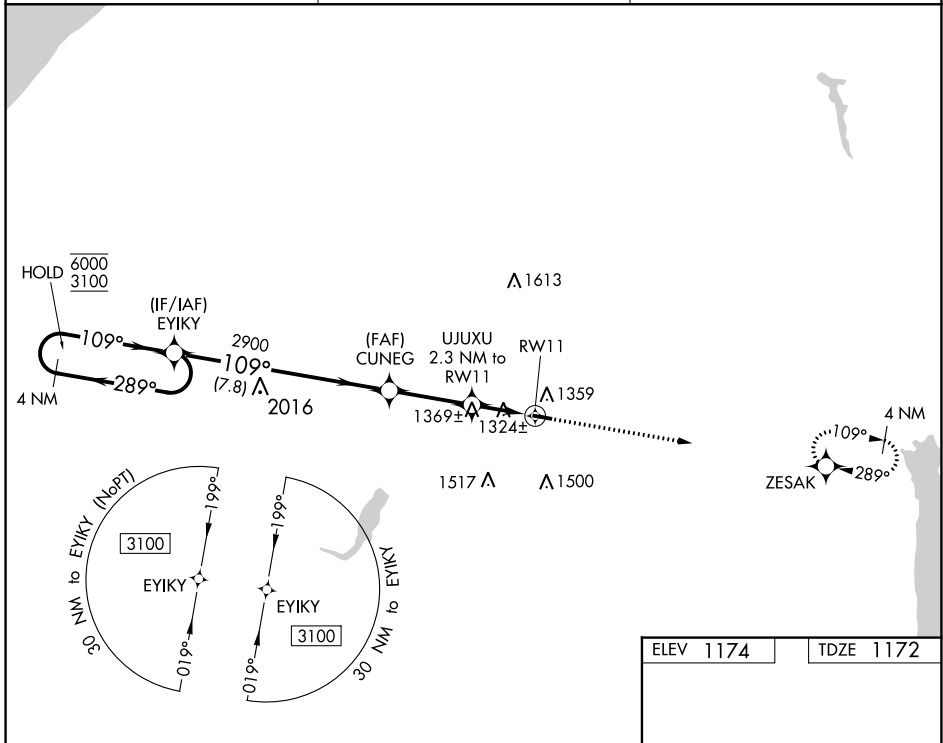 1613
HOLD 6000
3100
(IF/IAF)
EYIKY
109°
289°
4 NM
2900
109°
(7.8)
2016
(FAF)
CUNEG
UJUXU
2.3 NM to
RW11
RW11
1369±
1324±
1359
1517
1500
4 NM
109°
289°
ZESAK
30 NM to EYIKY (NoPT)
199°
3100
EYIKY
019°
199°
EYIKY
3100
019°
30 NM to EYIKY
ELEV 1174
TDZE 1172